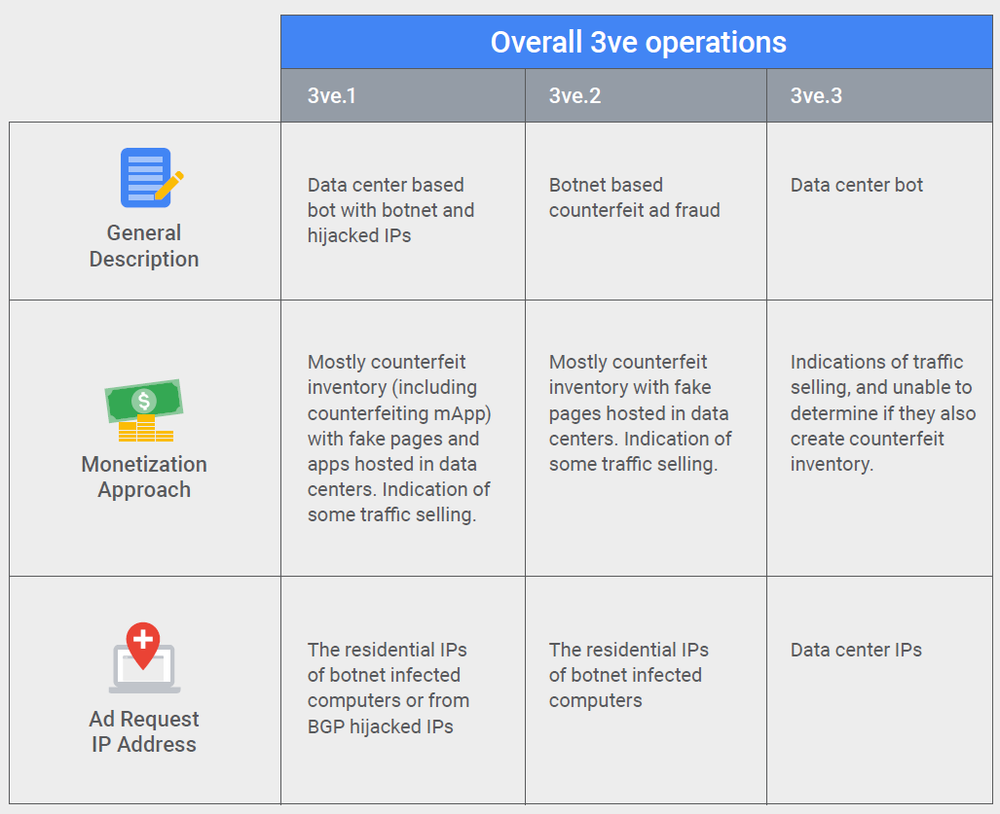 Overall 3ve operations
3ve.1
3ve.2
3ve.3
General
Description
Data center based
bot with botnet and
hijacked IPs
Botnet based
counterfeit ad fraud
Data center bot
Monetization
Approach
Mostly counterfeit
inventory (including
counterfeiting mApp)
with fake pages and
apps hosted in data
centers. Indication of
some traffic selling.
Mostly counterfeit
inventory with fake
pages hosted in data
centers. Indication of
some traffic selling.
Indications of traffic
selling, and unable to
determine if they also
create counterfeit
inventory.
Ad Request
IP Address
The residential IPs
of botnet infected
computers or from
BGP hijacked IPs
The residential IPs
of botnet infected
computers
Data center IPs